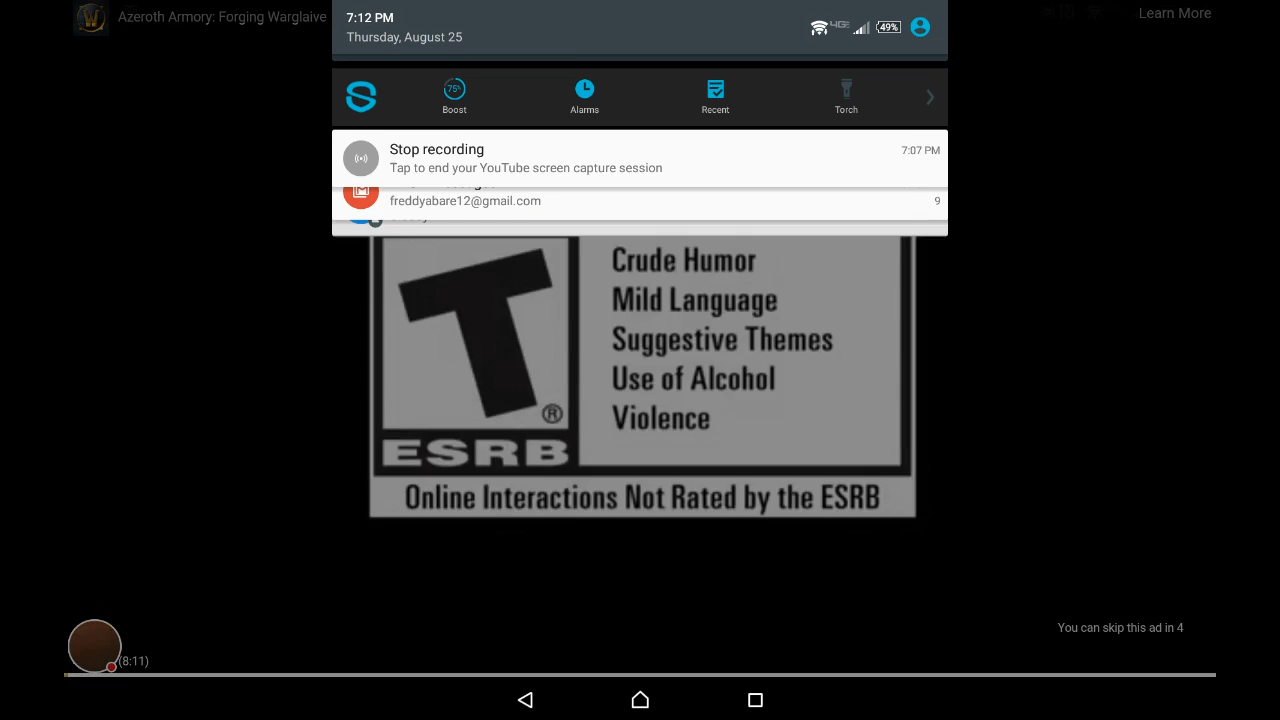 Azeroth Armory: Forging Warglaive
7:12 PM
Thursday, August 25
4G
49%
Learn More
75%
Boost
Alarms
Recent
Torch
Stop recording
7:07 PM
Tap to end your YouTube screen capture session
freddyabare12@gmail.com
9
T
®
ESRB
Crude Humor
Mild Language
Suggestive Themes
Use of Alcohol
Violence
Online Interactions Not Rated by the ESRB
You can skip this ad in 4
(8:11)